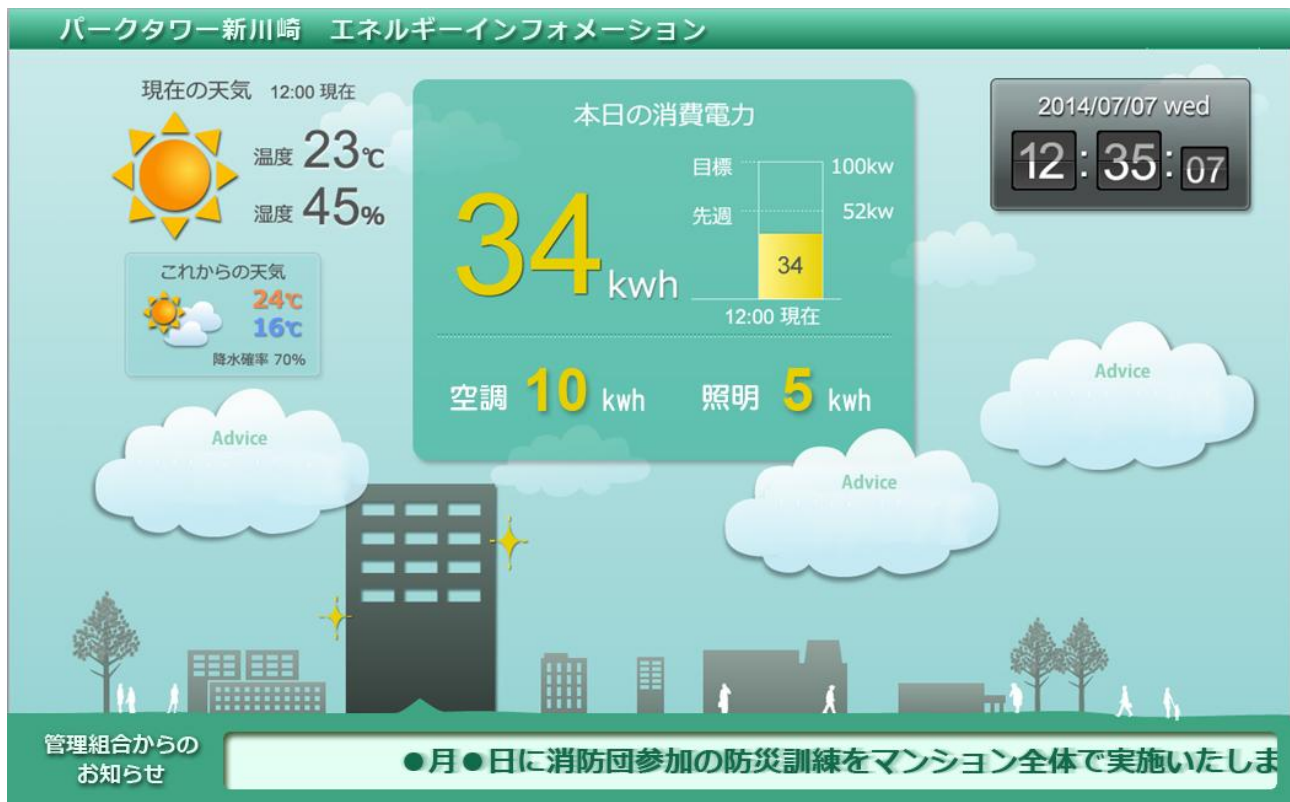 パークタワー新川崎　エネルギーインフォメーション
現在の天気 12:00 現在
温度 23℃
湿度 45%
これからの天気
24℃
16℃
降水確率 70%
本日の消費電力
34 kwh
目標 100kw
先週 52kw
34
12:00 現在
空調 10 kwh 照明 5 kwh
2014/07/07 wed
12:35:07
Advice
Advice
Advice
管理組合からの
お知らせ
●月●日に消防団参加の防災訓練をマンション全体で実施いたしま